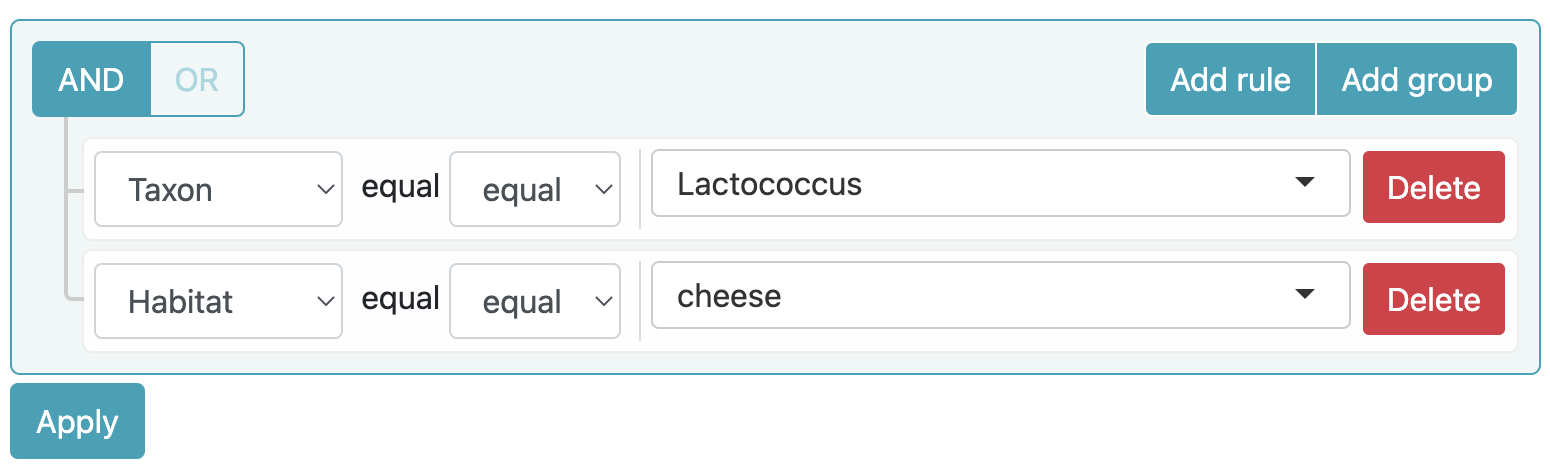 AND OR Add rule Add group
Taxon equal equal Lactococcus Delete
Habitat equal equal cheese Delete
Apply